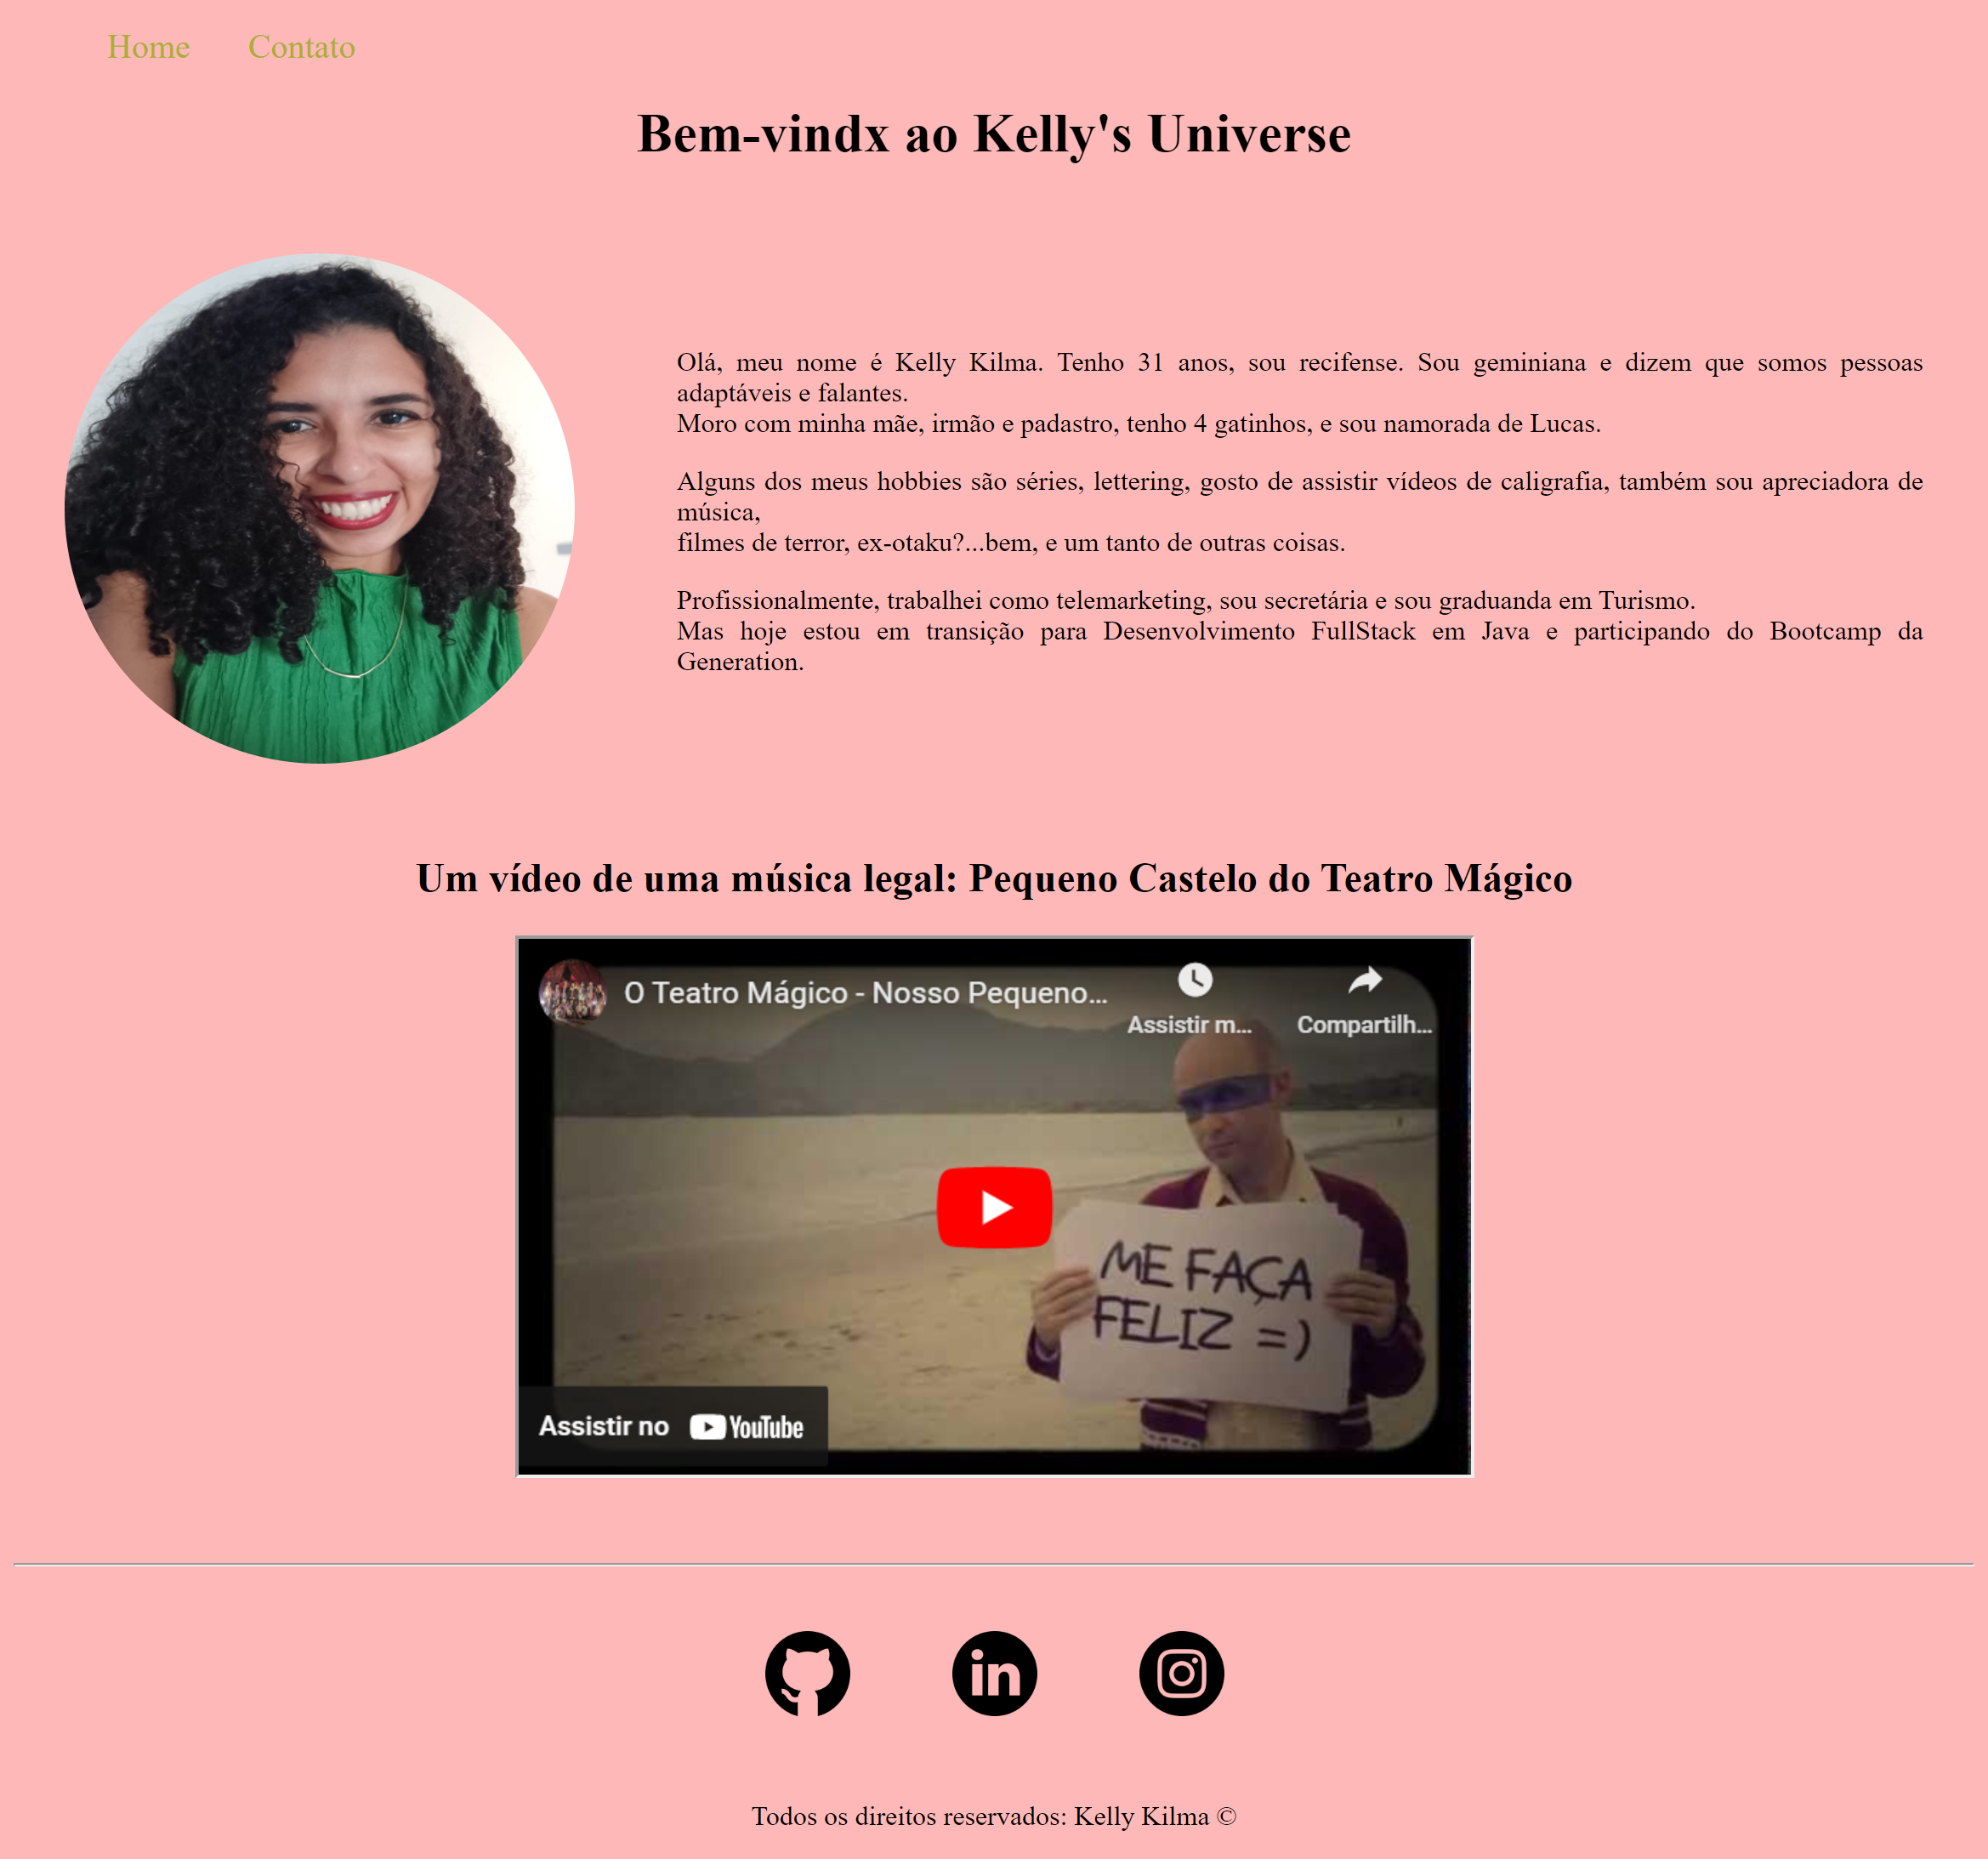 Home Contato
Bem-vindx ao Kelly's Universe
Olá, meu nome é Kelly Kilma. Tenho 31 anos, sou recifense. Sou geminiana e dizem que somos pessoas
adaptáveis e falantes.
Moro com minha mãe, irmão e padastro, tenho 4 gatinhos, e sou namorada de Lucas.
Alguns dos meus hobbies são séries, lettering, gosto de assistir vídeos de caligrafia, também sou apreciadora de
música,
filmes de terror, ex-otaku?...bem, e um tanto de outras coisas.
Profissionalmente, trabalhei como telemarketing, sou secretária e sou graduanda em Turismo.
Mas hoje estou em transição para Desenvolvimento FullStack em Java e participando do Bootcamp da
Generation.
Um vídeo de uma música legal: Pequeno Castelo do Teatro Mágico
O Teatro Mágico - Nosso Pequeno...
Assistir m... Compartilh...
ME FAÇA
FELIZ =)
Assistir no YouTube
in
Todos os direitos reservados: Kelly Kilma ©